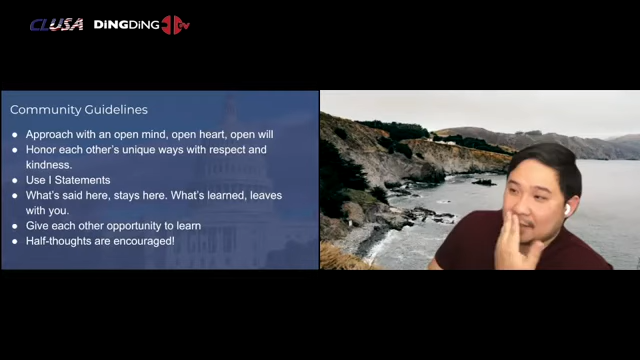 CLUSA DiNGDiNG TV
Community Guidelines
● Approach with an open mind, open heart, open will
● Honor each other's unique ways with respect and
kindness.
● Use I Statements
● What's said here, stays here. What's learned, leaves
with you.
● Give each other opportunity to learn
● Half-thoughts are encouraged!